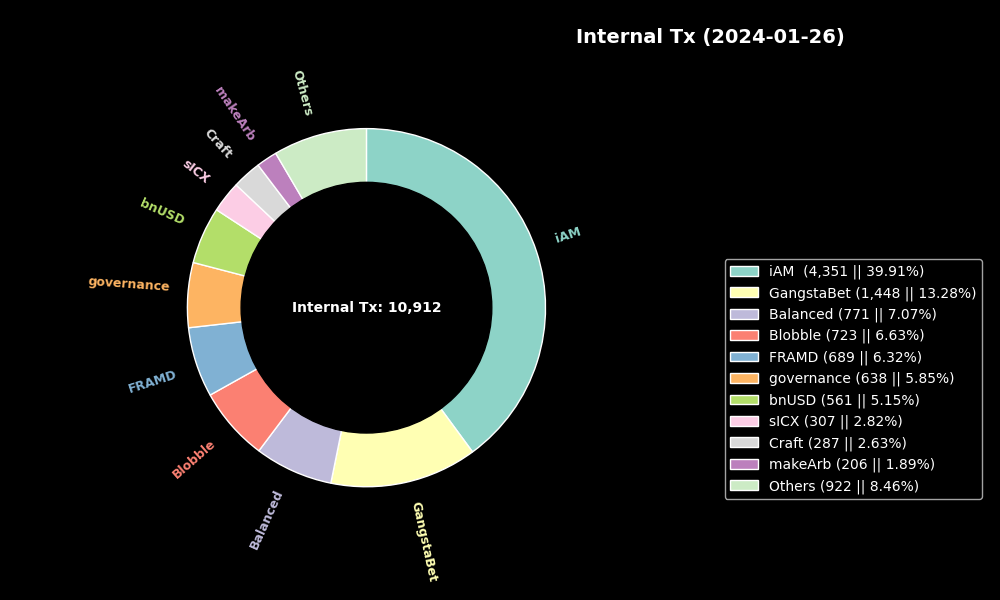 Internal Tx (2024-01-26)
Others
makeArb
Craft
sICX
bnUSD
governance
FRAMD
Blobble
Balanced
GangstaBet
iAM
Internal Tx: 10,912
iAM  (4,351 || 39.91%)
GangstaBet (1,448 || 13.28%)
Balanced (771 || 7.07%)
Blobble (723 || 6.63%)
FRAMD (689 || 6.32%)
governance (638 || 5.85%)
bnUSD (561 || 5.15%)
sICX (307 || 2.82%)
Craft (287 || 2.63%)
makeArb (206 || 1.89%)
Others (922 || 8.46%)